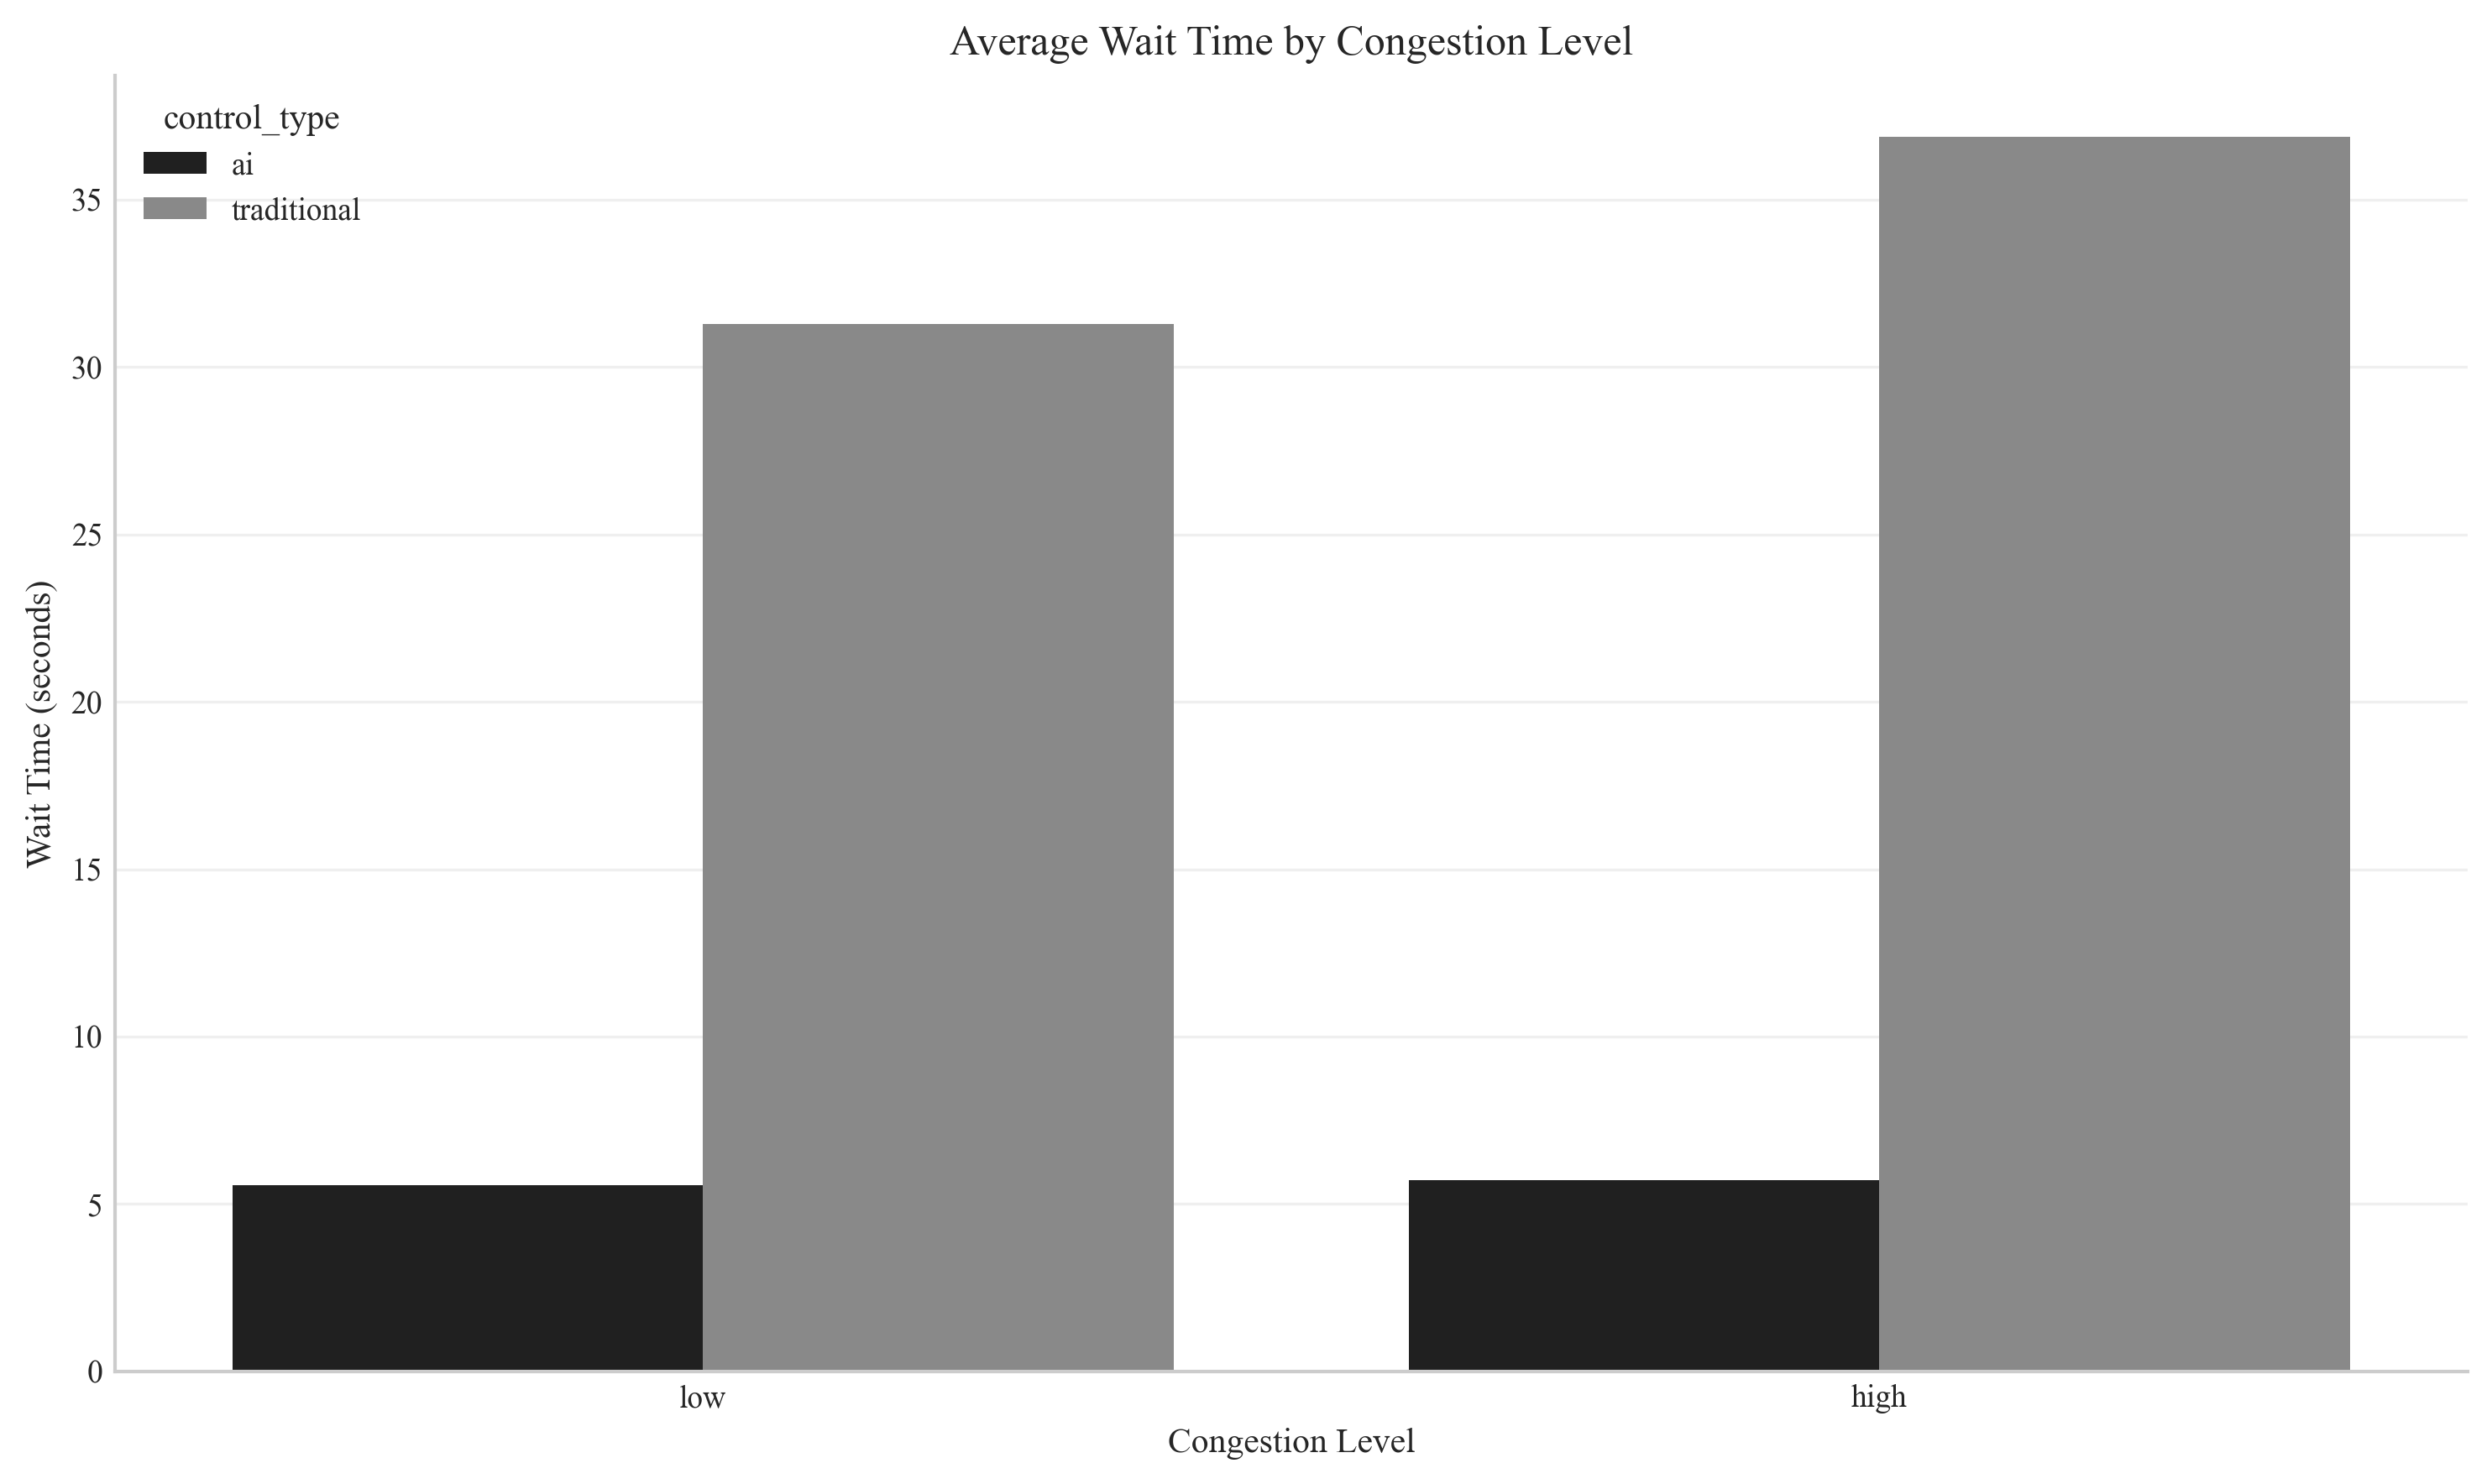 Average Wait Time by Congestion Level
control_type
ai
traditional
35
30
25
20
15
10
5
0
Wait Time (seconds)
low
high
Congestion Level